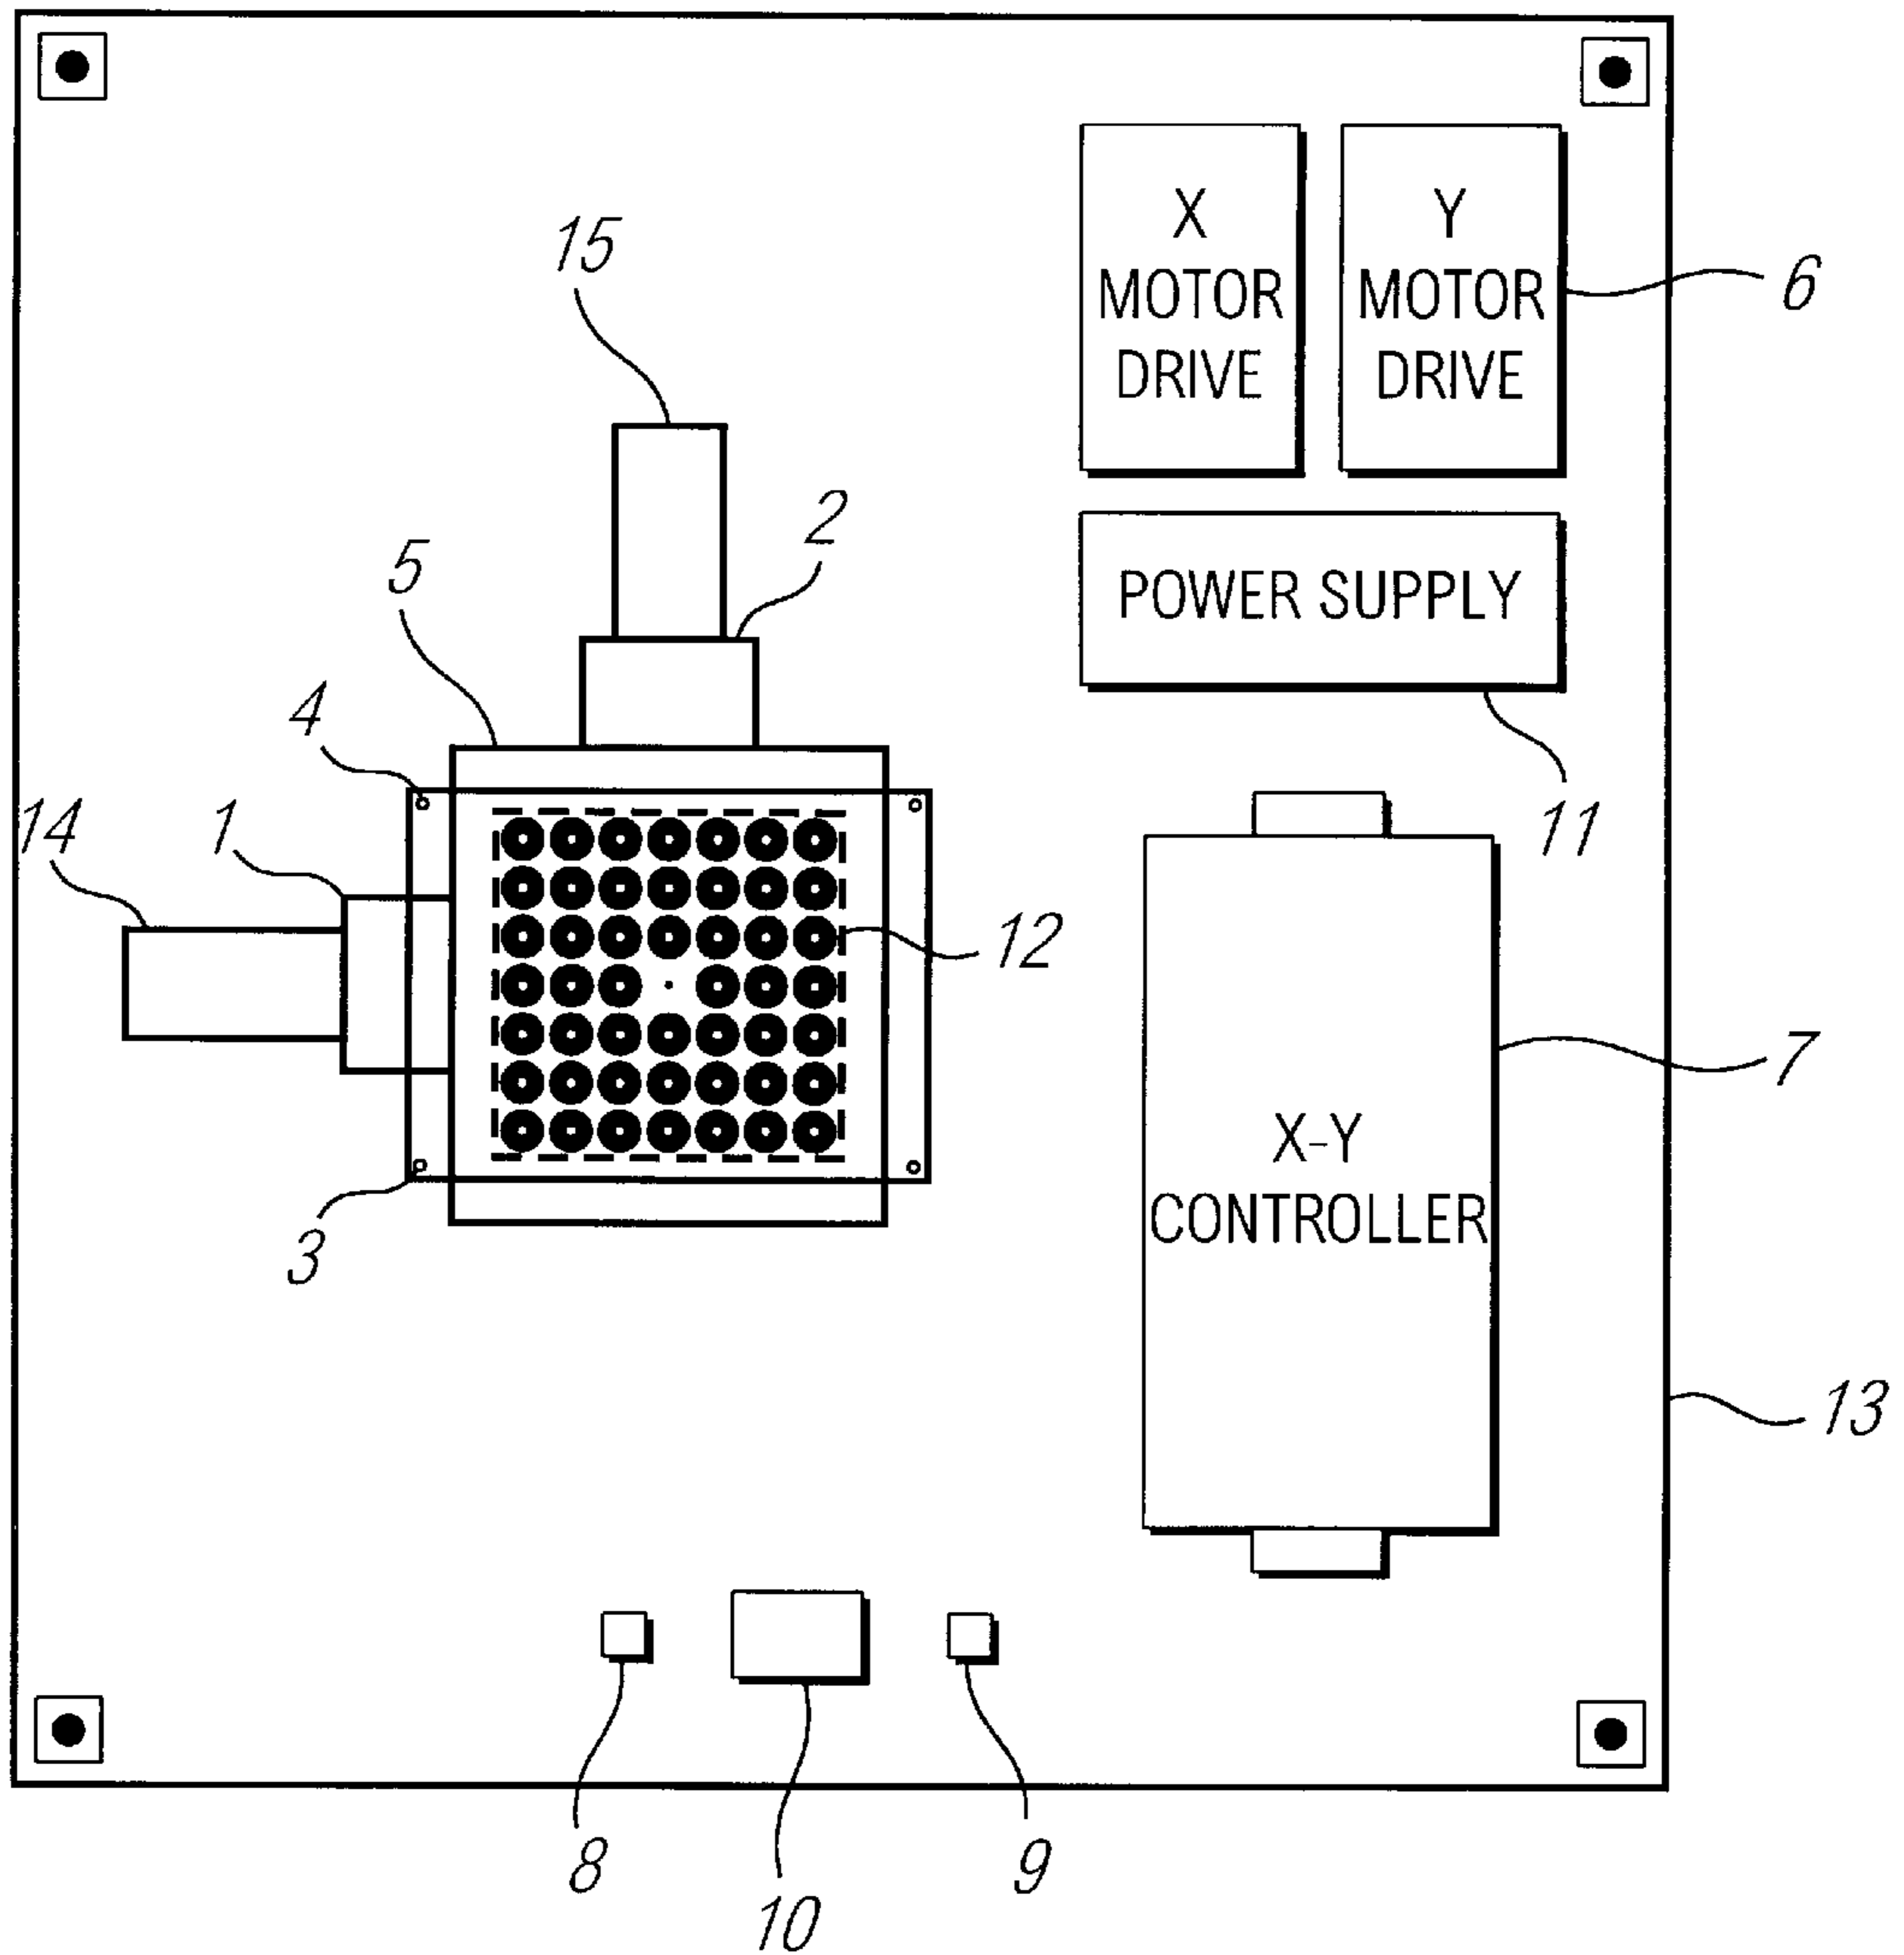 X
MOTOR
DRIVE
Y
MOTOR
DRIVE
6
15
POWER SUPPLY
2
5
4
11
14
1
12
7
X-Y
CONTROLLER
3
13
8
9
10